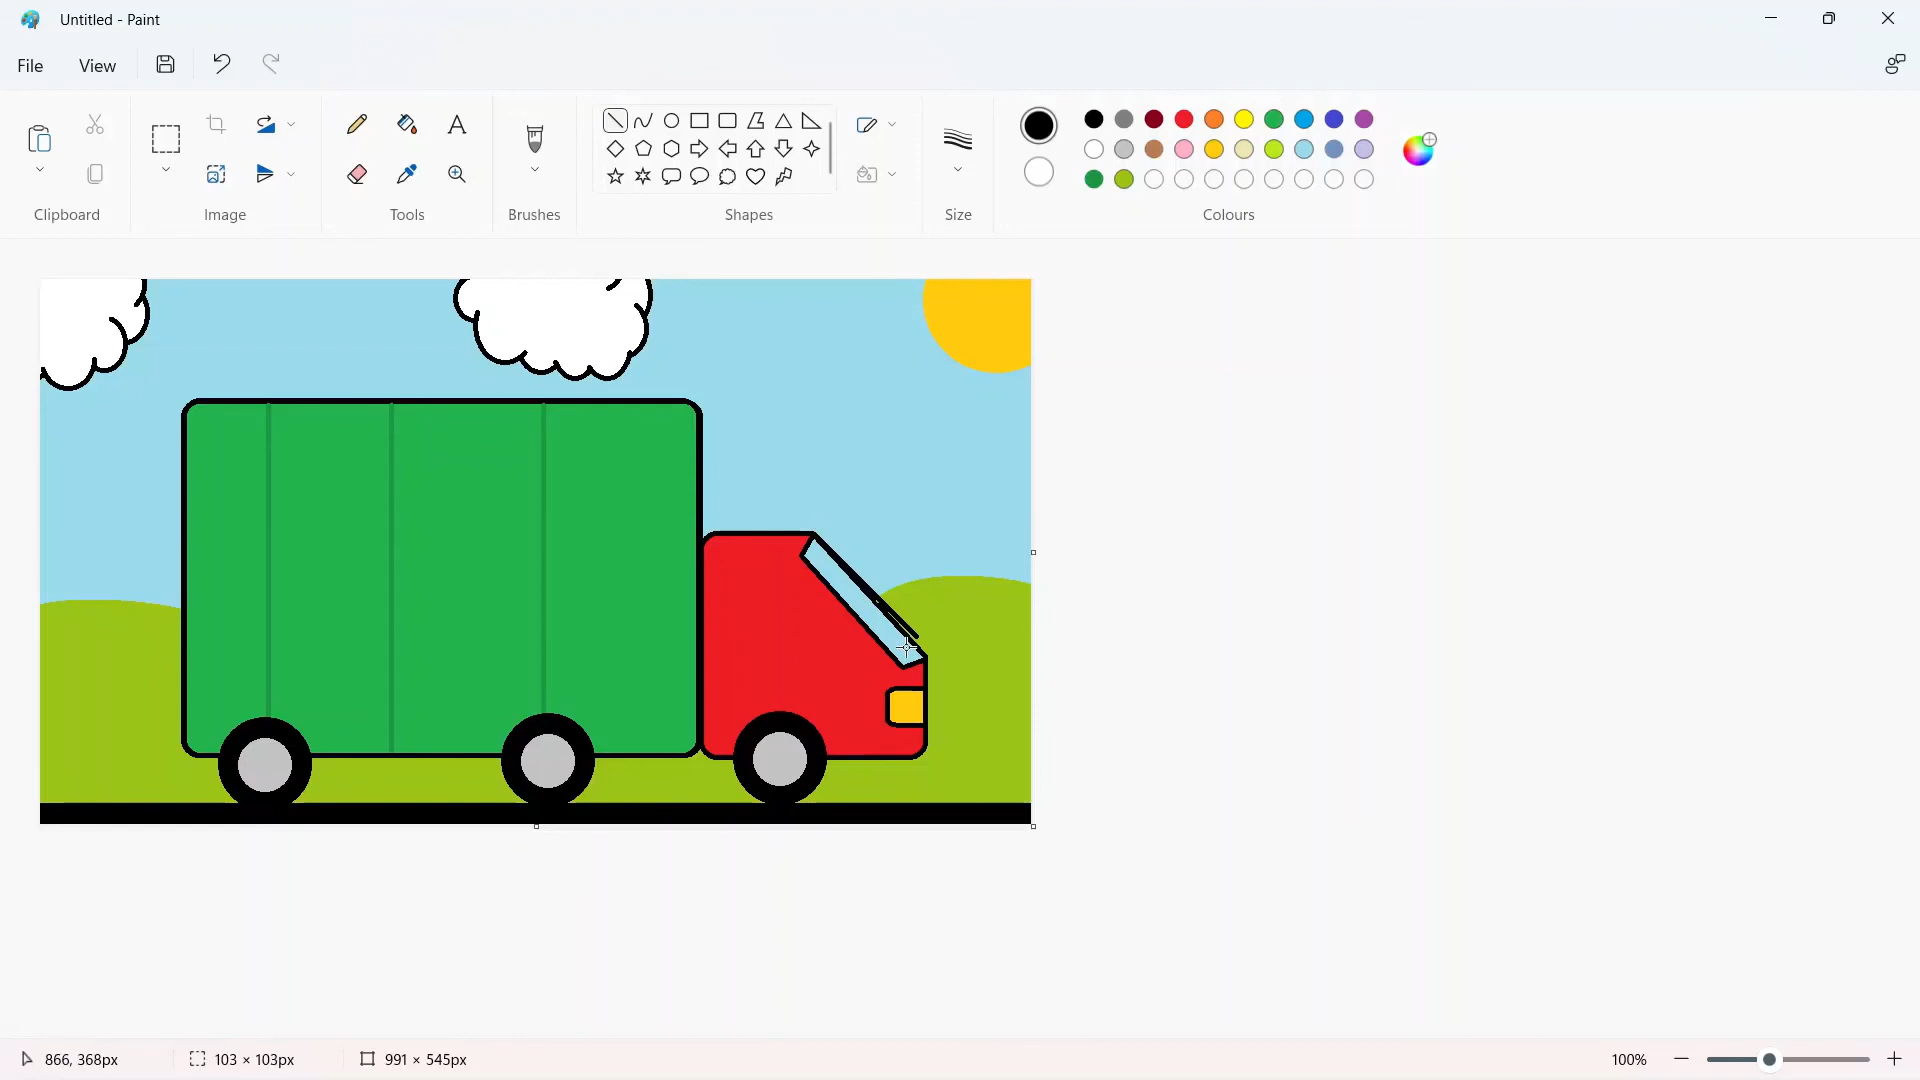 Untitled - Paint
File View
Clipboard Image Tools Brushes Shapes Size Colours
866, 368px 103 × 103px 991 × 545px 100%